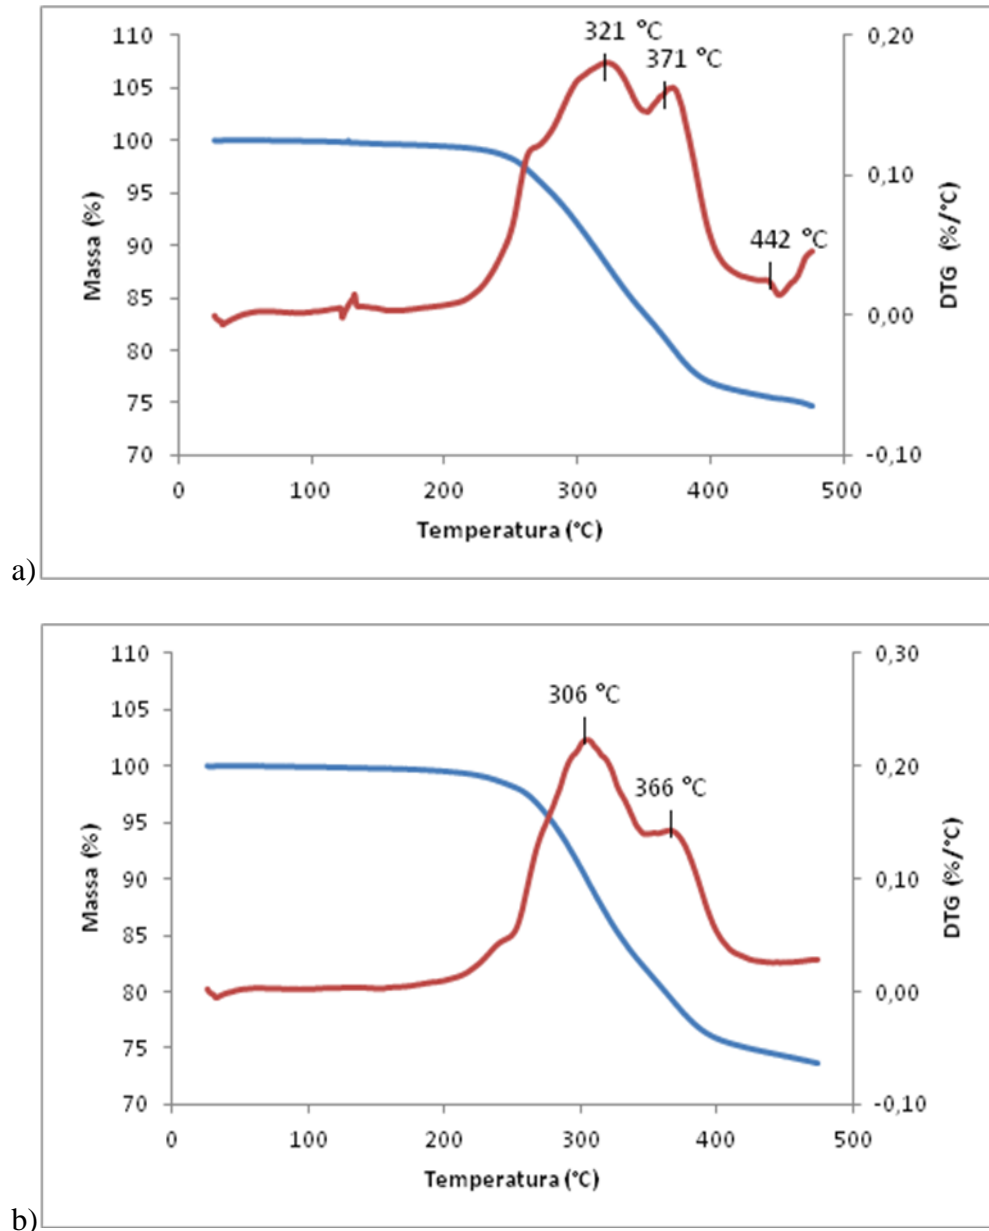 321 °C
371 °C
442 °C
110
105
100
95
90
85
80
75
70
Massa (%)
0,20
0,10
0,00
-0,10
DTG (%/°C)
0 100 200 300 400 500
Temperatura (°C)
a)
306 °C
366 °C
110
105
100
95
90
85
80
75
70
Massa (%)
0,30
0,20
0,10
0,00
-0,10
DTG (%/°C)
0 100 200 300 400 500
Temperatura (°C)
b)